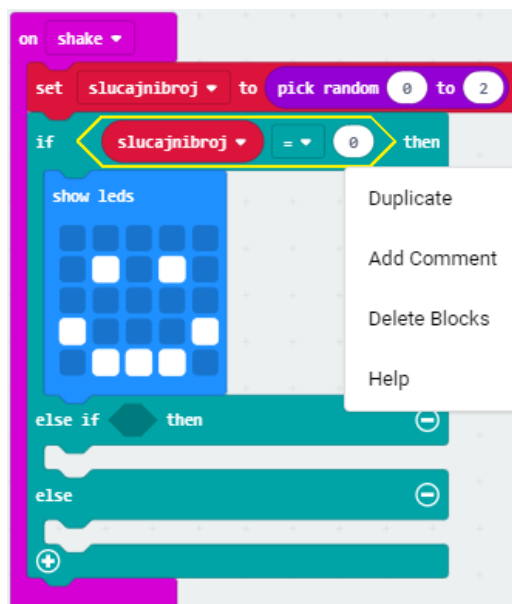 on shake
set slucajnibroj to pick random 0 to 2
if slucajnibroj = 0 then
show leds
Duplicate
Add Comment
Delete Blocks
Help
else if then
else